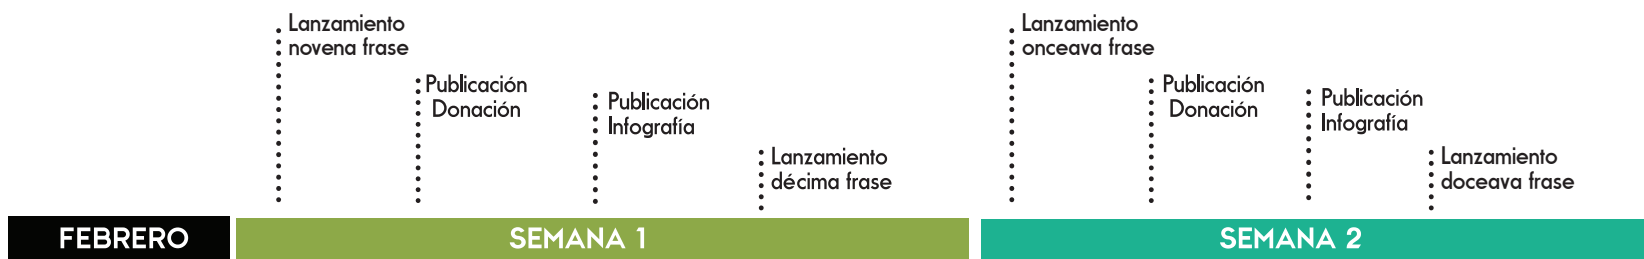 Lanzamiento
novena frase
Publicación
Donación
Publicación
Infografía
Lanzamiento
décima frase
Lanzamiento
onceava frase
Publicación
Donación
Publicación
Infografía
Lanzamiento
doceava frase
FEBRERO
SEMANA 1
SEMANA 2